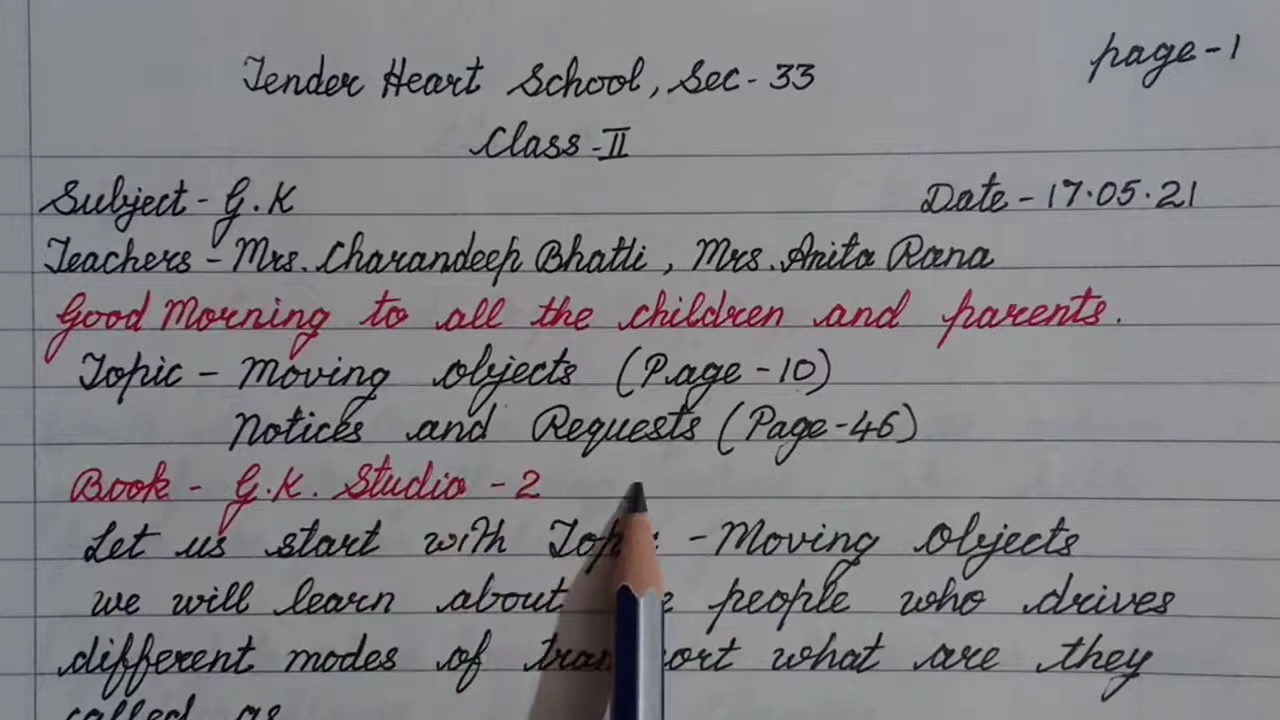 page-1
Tender Heart School, Sec-33
Class-II
Subject- G.K Date-17.05.21
Teachers-Mrs. Charandeep Bhatli, Mrs. Anita Rana
Good Morning to all the children and parents.
Topic - Moving objects (Page-10)
Notices and Requests (Page-46)
Book - G.K. Studio - 2
Let us start with - Moving Objects
we will learn about people who drives
different modes of what are they
called as